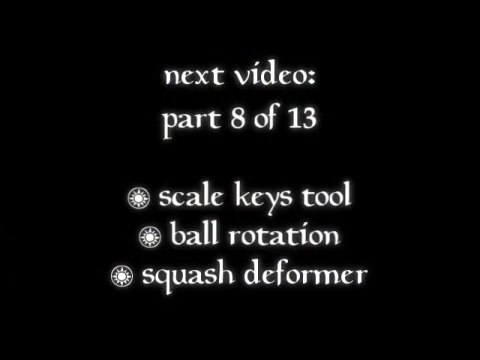 next video:
part 8 of 13
scale keys tool
ball rotation
squash deformer